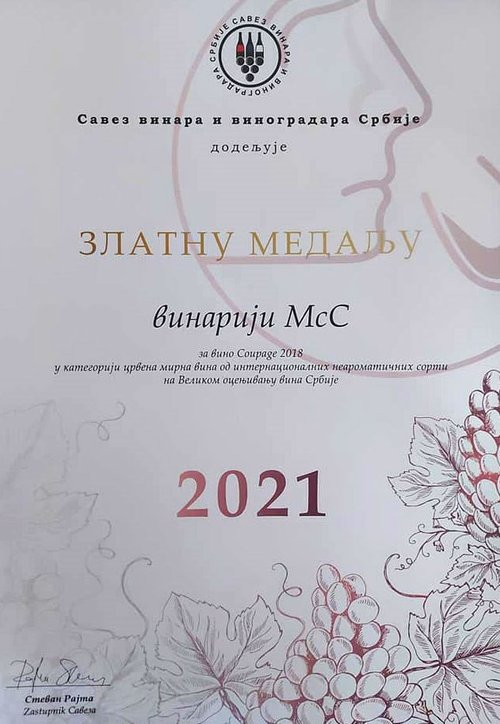 САВЕЗ ВИНАРА И ВИНОГРАДАРА СРБИЈЕ
Савез винара и виноградара Србије
додељује
ЗЛАТНУ МЕДАЉУ
винарији McC
за вино Coupage 2018
у категорији црвена мирна вина од интернационалних неароматичних сорти
на Великом оцењивању вина Србије
2021
Стеван Рајта
Zastupnik Савеза